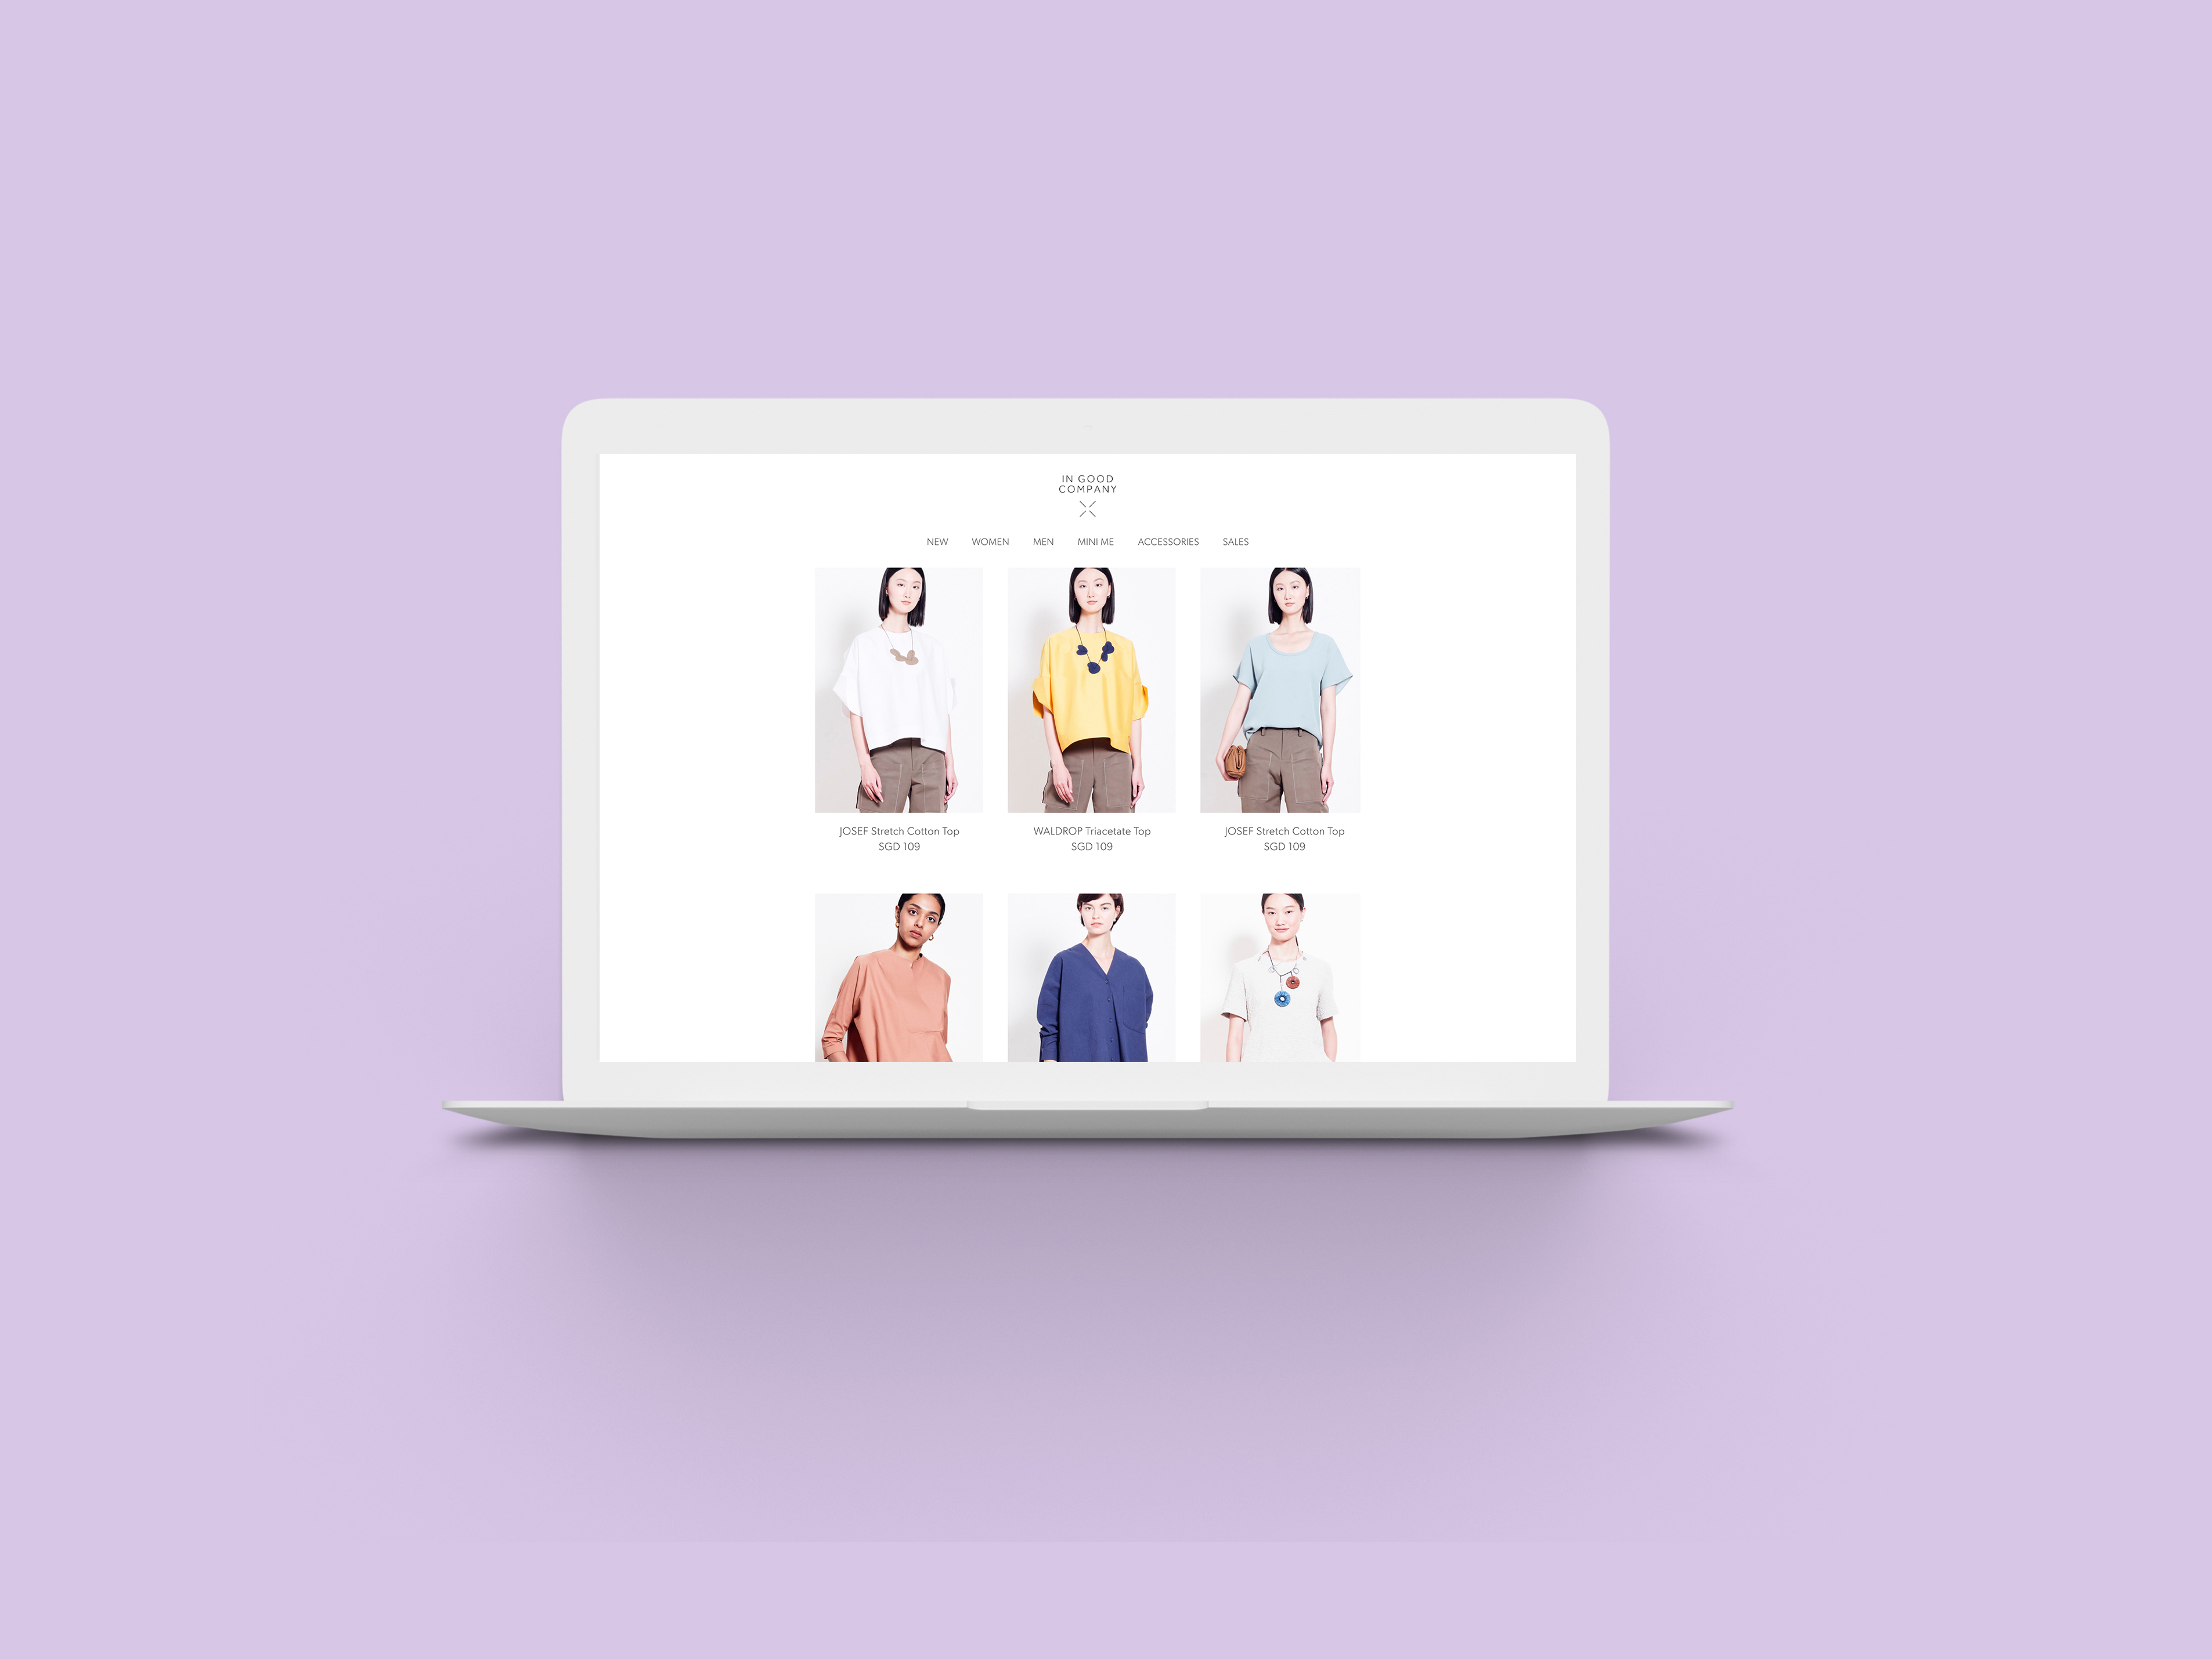 IN GOOD
COMPANY
NEW WOMEN MEN MINI ME ACCESSORIES SALES
JOSEF Stretch Cotton Top
SGD 109
WALDROP Triacetate Top
SGD 109
JOSEF Stretch Cotton Top
SGD 109